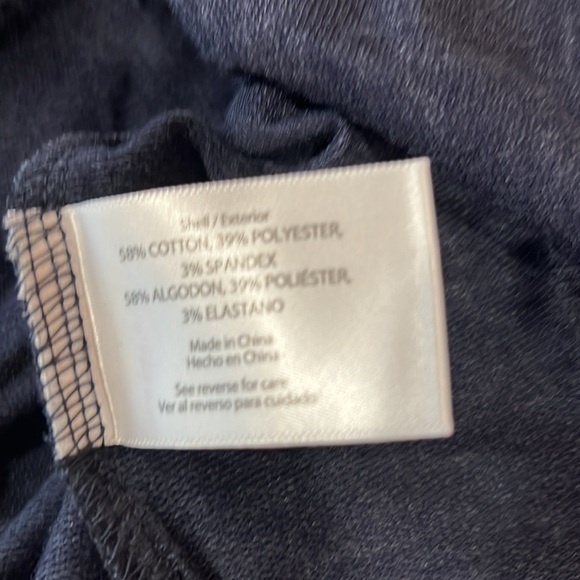 Shell / Exterior
58% COTTON, 39% POLYESTER,
3% SPANDEX
58% ALGODON, 39% POLIÉSTER,
3% ELASTANO
Made in China
Hecho en China
See reverse for care
Ver al reverso para cuidados